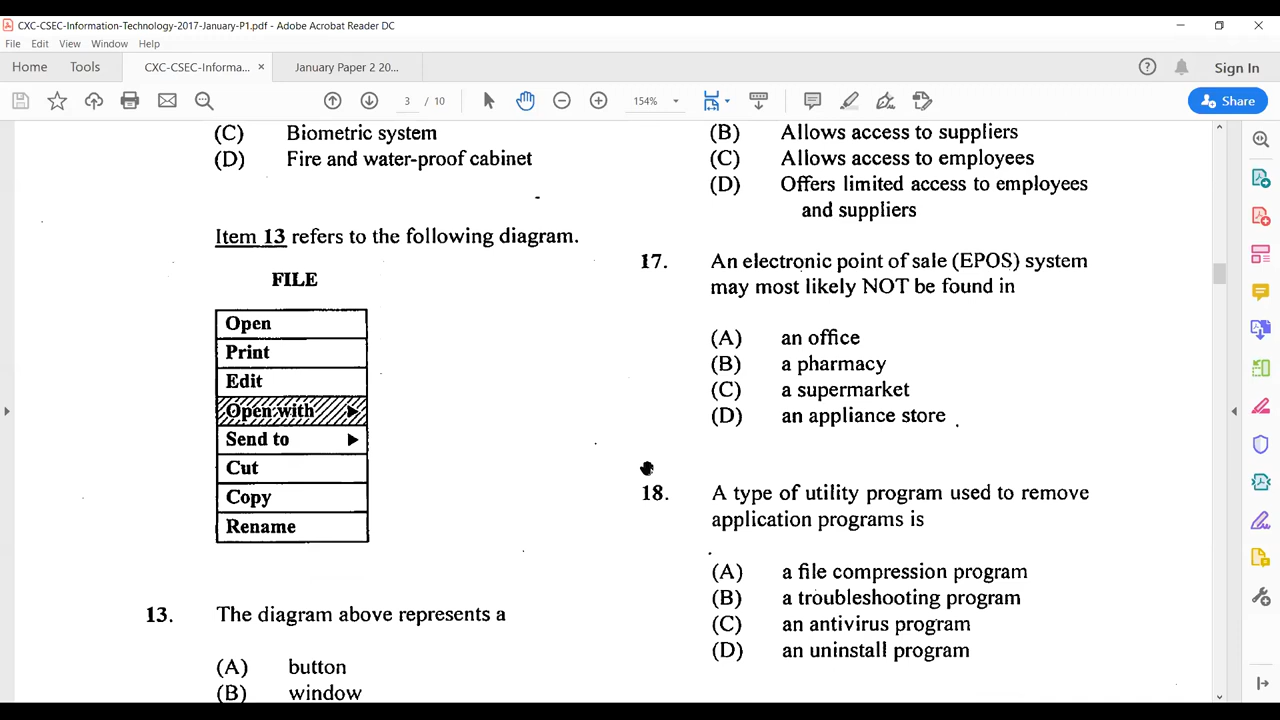 CXC-CSEC-Information-Technology-2017-January-P1.pdf - Adobe Acrobat Reader DC
File Edit View Window Help
Home Tools CXC-CSEC-Informa... × January Paper 2 20... Sign In
3 / 10 154% Share
(C) Biometric system
(D) Fire and water-proof cabinet
Item 13 refers to the following diagram.
FILE
Open
Print
Edit
Open with
Send to
Cut
Copy
Rename
13. The diagram above represents a
(A) button
(B) window
(B) Allows access to suppliers
(C) Allows access to employees
(D) Offers limited access to employees
and suppliers
17. An electronic point of sale (EPOS) system
may most likely NOT be found in
(A) an office
(B) a pharmacy
(C) a supermarket
(D) an appliance store
18. A type of utility program used to remove
application programs is
(A) a file compression program
(B) a troubleshooting program
(C) an antivirus program
(D) an uninstall program